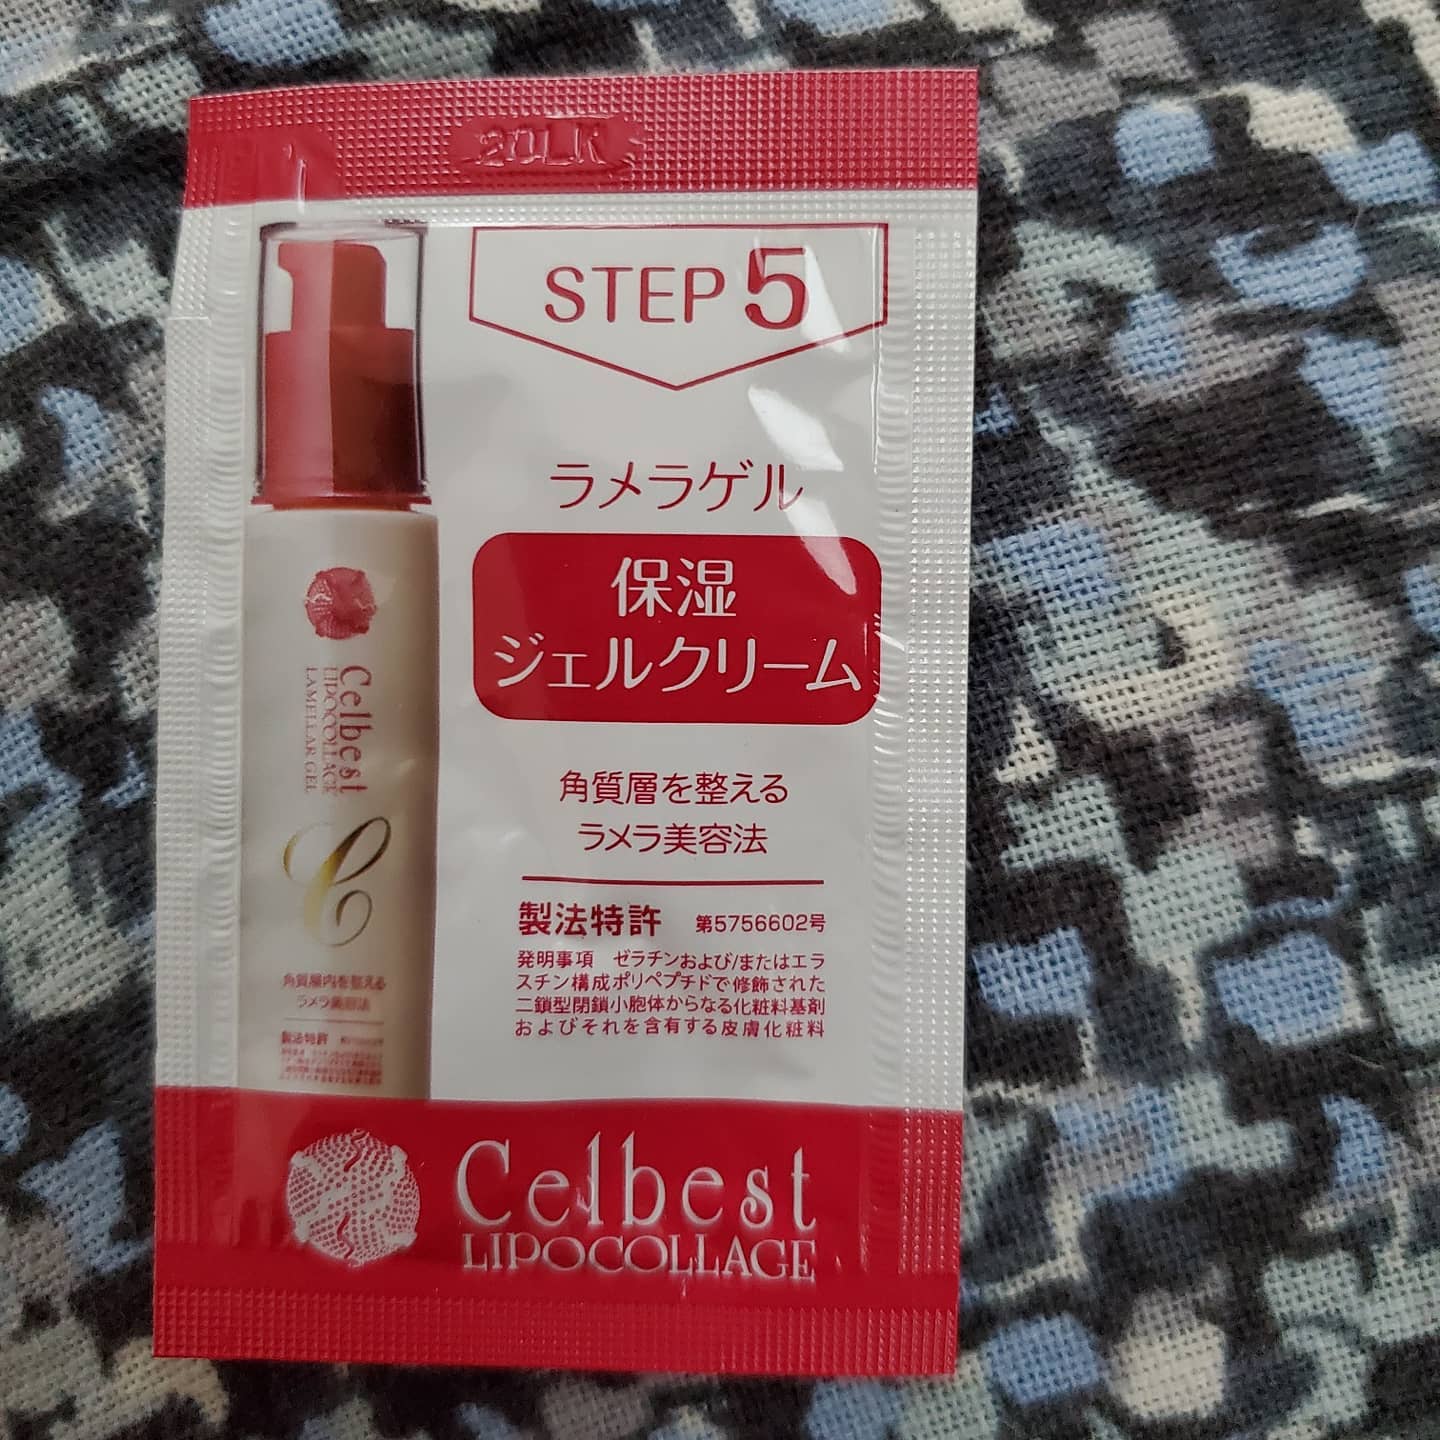 20LK
STEP 5
ラメラゲル
保湿
ジェルクリーム
角質層を整える
ラメラ美容法
製法特許 第5756602号
発明事項 ゼラチンおよび/またはエラ
スチン構成ポリペプチドで修飾された
二鎖型閉鎖小胞体からなる化粧料基剤
およびそれを含有する皮膚化粧料
Celbest
LIPOCOLLAGE
LAMELLAR GEL
C
角質層内を整える
ラメラ美容法
製法特許
Celbest
LIPOCOLLAGE